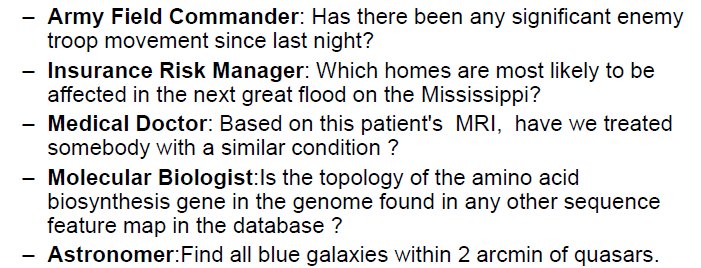 – Army Field Commander: Has there been any significant enemy
troop movement since last night?
– Insurance Risk Manager: Which homes are most likely to be
affected in the next great flood on the Mississippi?
– Medical Doctor: Based on this patient's  MRI,  have we treated
somebody with a similar condition ?
– Molecular Biologist:Is the topology of the amino acid
biosynthesis gene in the genome found in any other sequence
feature map in the database ?
– Astronomer:Find all blue galaxies within 2 arcmin of quasars.